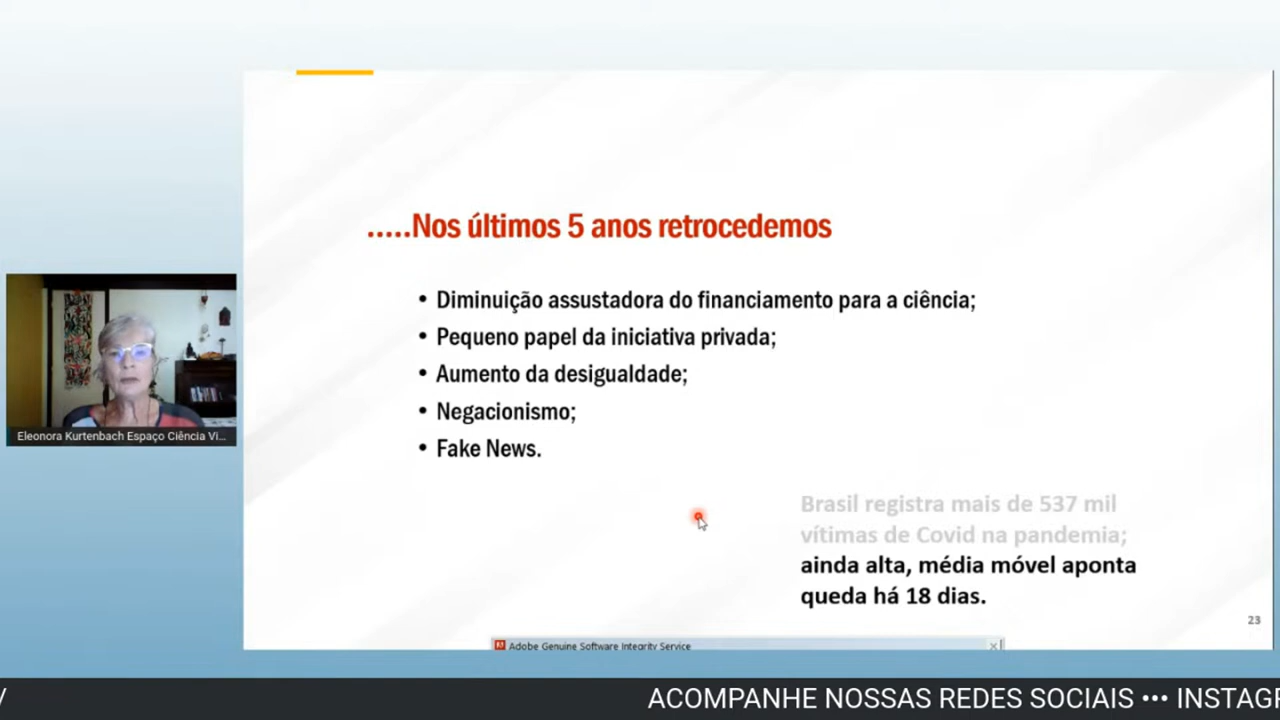 .....Nos últimos 5 anos retrocedemos
• Diminuição assustadora do financiamento para a ciência;
• Pequeno papel da iniciativa privada;
• Aumento da desigualdade;
• Negacionismo;
• Fake News.
Brasil registra mais de 537 mil
vítimas de Covid na pandemia;
ainda alta, média móvel aponta
queda há 18 dias.
23
Eleonora Kurtenbach Espaço Ciência Vi...
Adobe Genuine Software Integrity Service
/ ACOMPANHE NOSSAS REDES SOCIAIS ••• INSTAGR